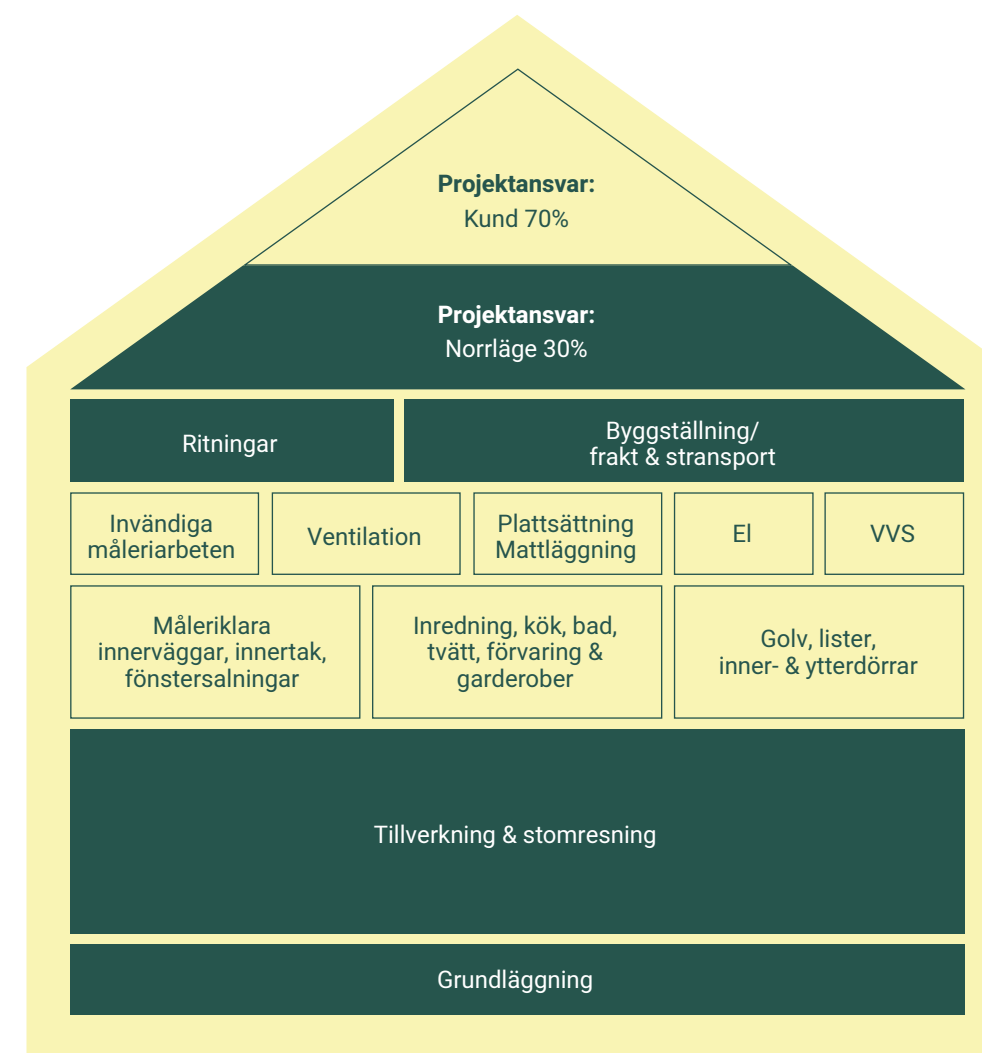 Projektansvar:
Kund 70%
Projektansvar:
Norrläge 30%
Ritningar
Byggställning/
frakt & stransport
Invändiga
måleriarbeten
Ventilation
Plattsättning
Mattläggning
El
VVS
Måleriklara
innerväggar, innertak,
fönstersalningar
Inredning, kök, bad,
tvätt, förvaring &
garderober
Golv, lister,
inner- & ytterdörrar
Tillverkning & stomresning
Grundläggning